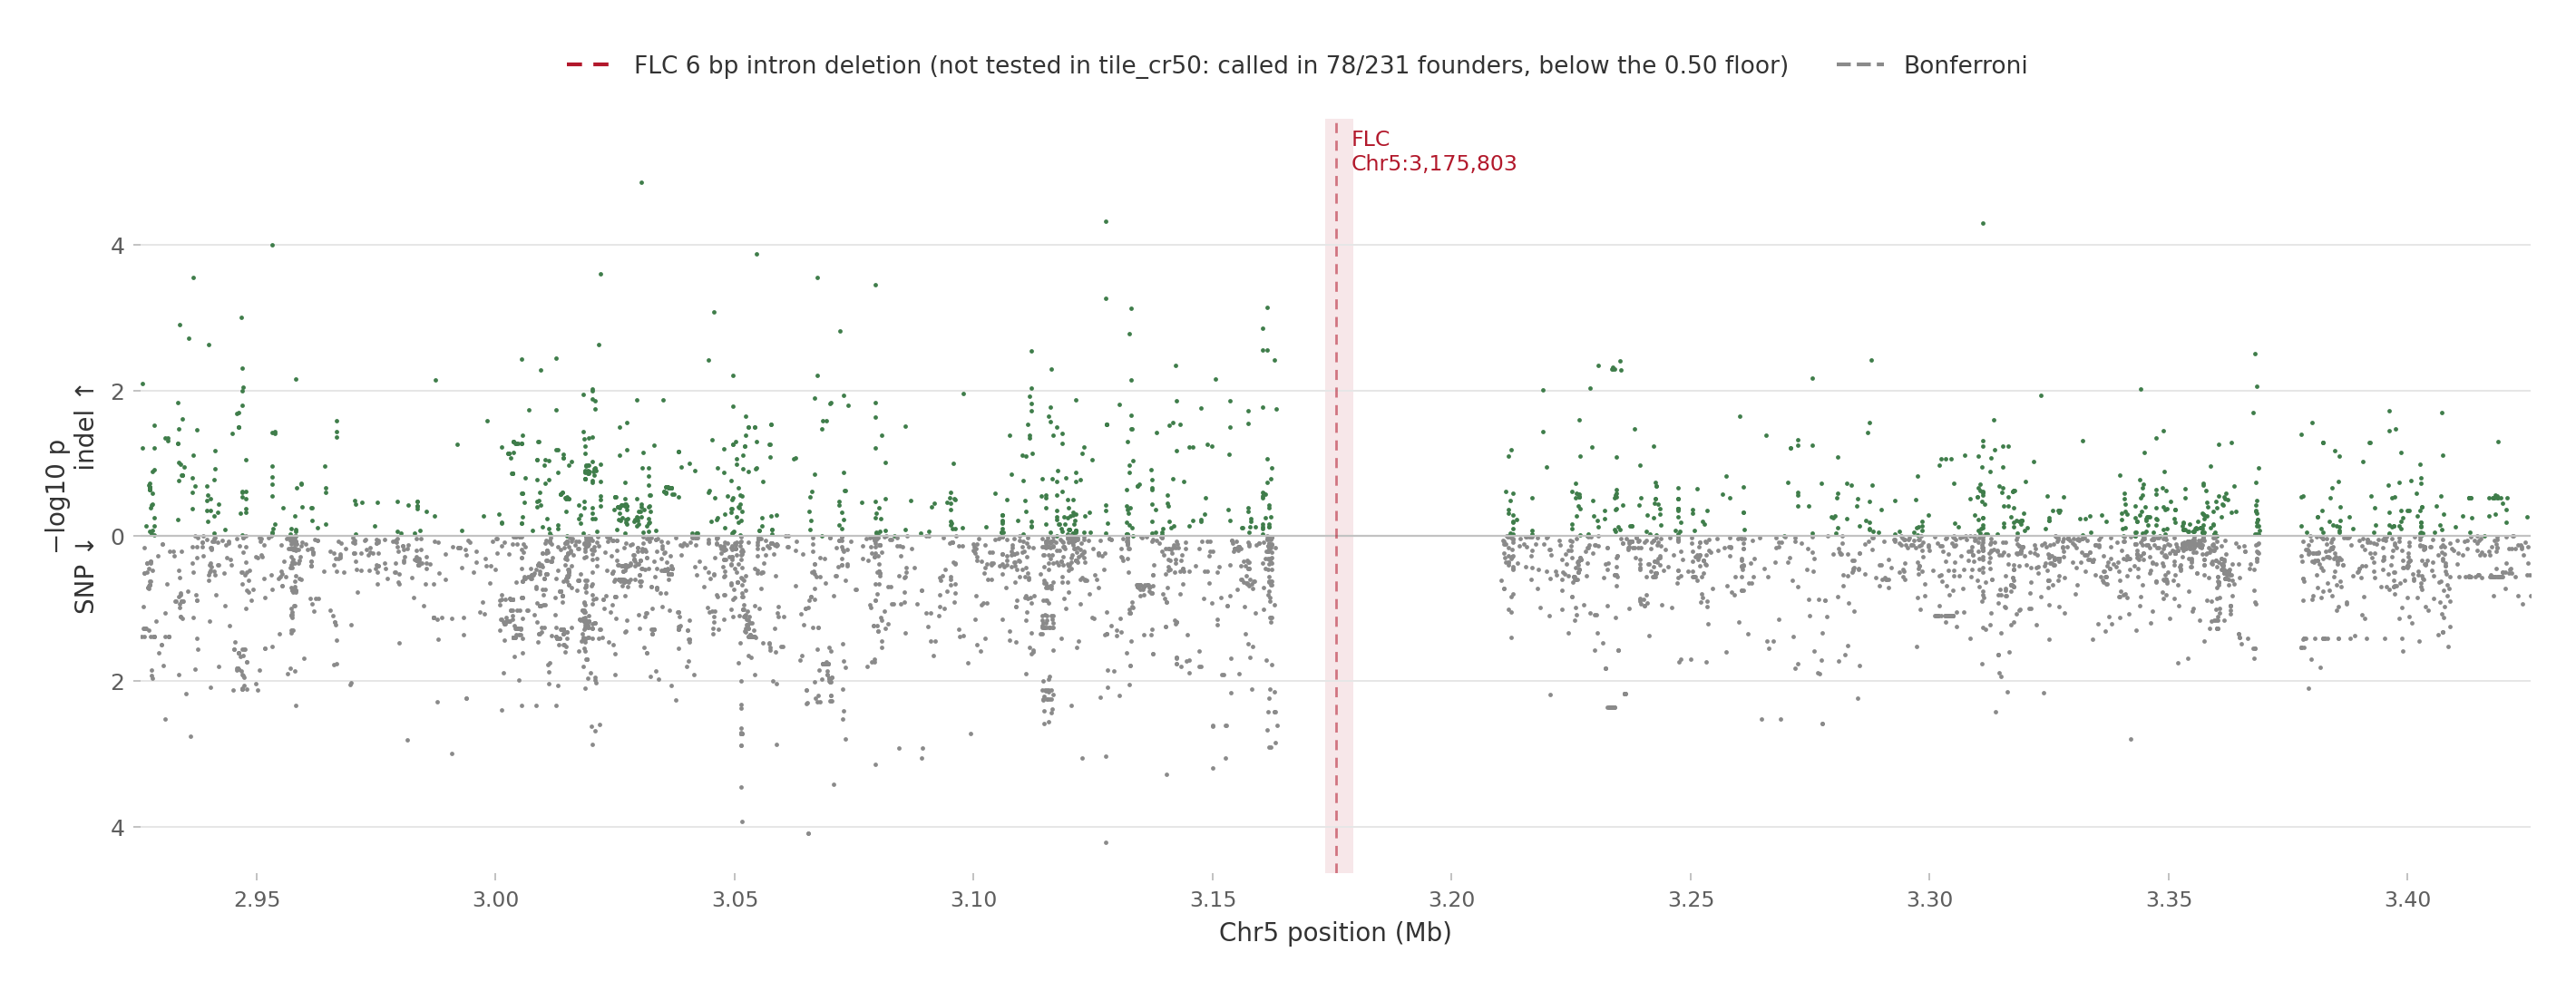 FLC 6 bp intron deletion (not tested in tile_cr50: called in 78/231 founders, below the 0.50 floor)
Bonferroni
FLC
Chr5:3,175,803
−log10 p
SNP ↓ indel ↑
4
2
0
2
4
2.95 3.00 3.05 3.10 3.15 3.20 3.25 3.30 3.35 3.40
Chr5 position (Mb)